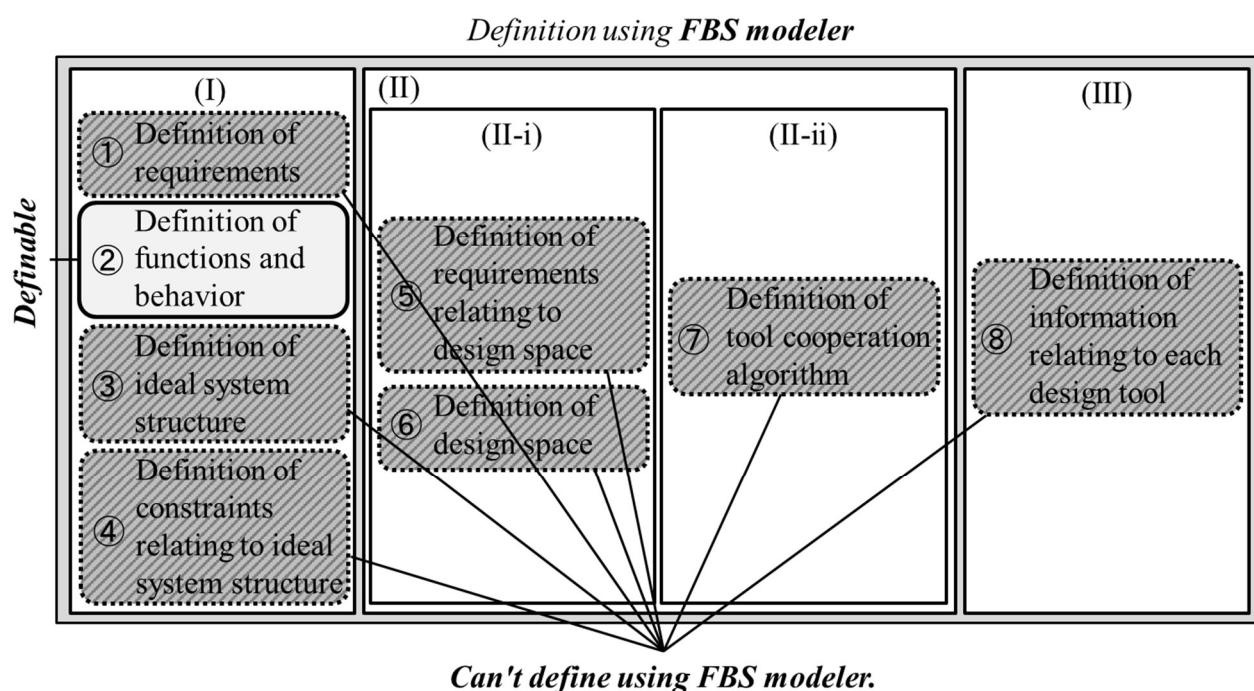 Definition using FBS modeler
(I)
① Definition of
requirements
② Definition of
functions and
behavior
③ Definition of
ideal system
structure
④ Definition of
constraints
relating to ideal
system structure
Definable
(II)
(II-i)
⑤ Definition of
requirements
relating to
design space
⑥ Definition of
design space
(II-ii)
⑦ Definition of
tool cooperation
algorithm
(III)
⑧ Definition of
information
relating to each
design tool
Can't define using FBS modeler.